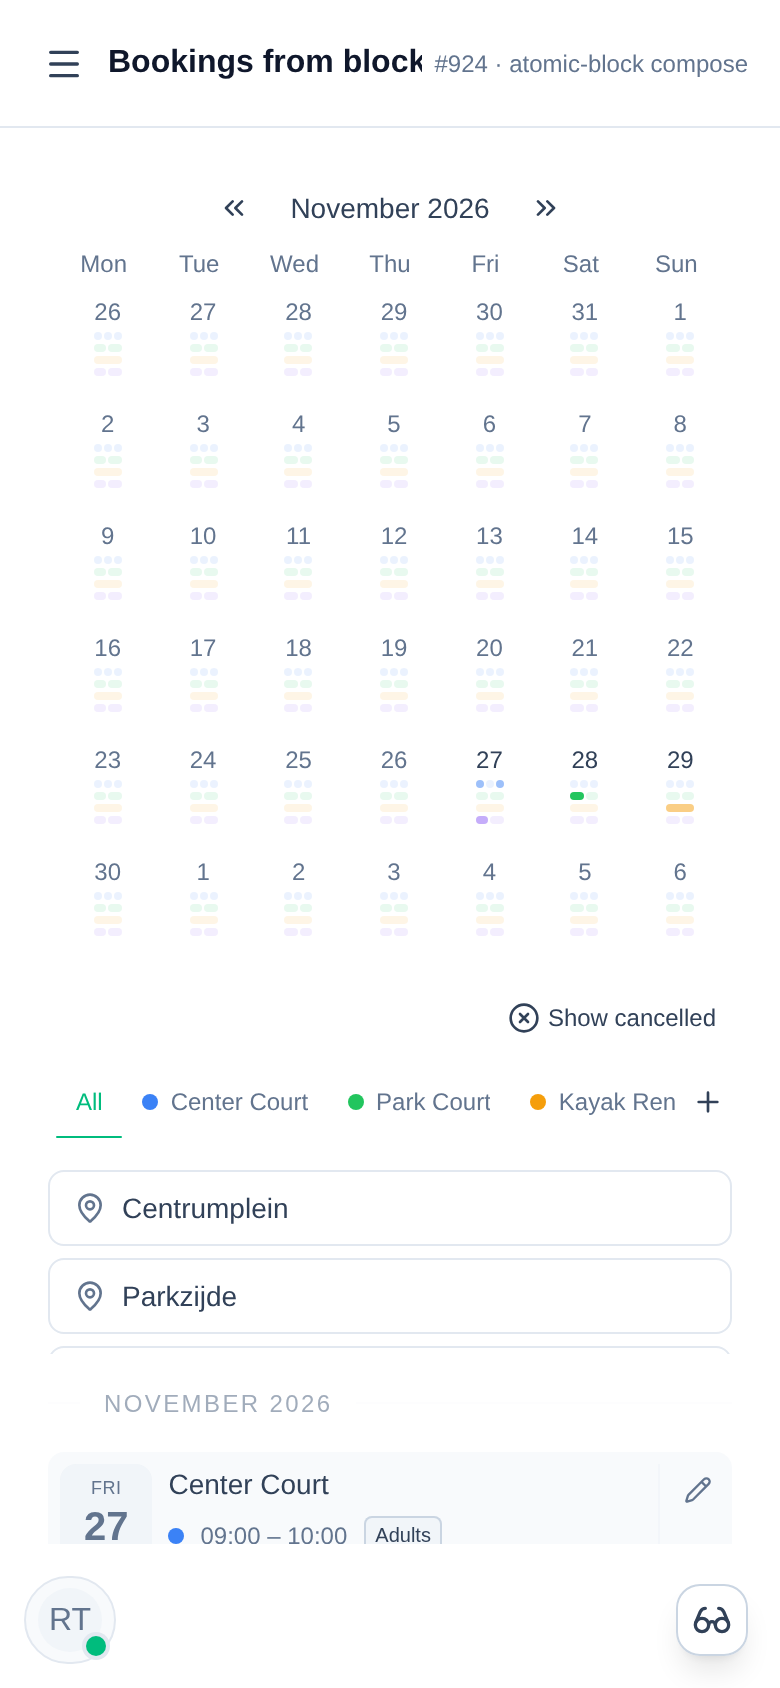 Bookings from block #924 · atomic-block compose
November 2026
Mon Tue Wed Thu Fri Sat Sun
26 27 28 29 30 31 1
2 3 4 5 6 7 8
9 10 11 12 13 14 15
16 17 18 19 20 21 22
23 24 25 26 27 28 29
30 1 2 3 4 5 6
Show cancelled
All Center Court Park Court Kayak Ren
Centrumplein
Parkzijde
NOVEMBER 2026
FRI Center Court
27 09:00 – 10:00 Adults
RT